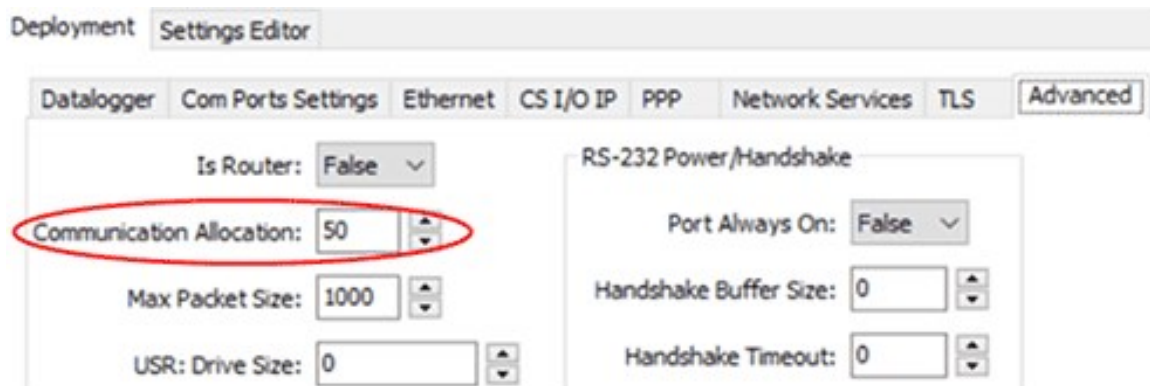 Deployment Settings Editor
Datalogger Com Ports Settings Ethernet CS I/O IP PPP Network Services TLS Advanced
Is Router: False
Communication Allocation: 50
Max Packet Size: 1000
USR: Drive Size: 0
RS-232 Power/Handshake
Port Always On: False
Handshake Buffer Size: 0
Handshake Timeout: 0